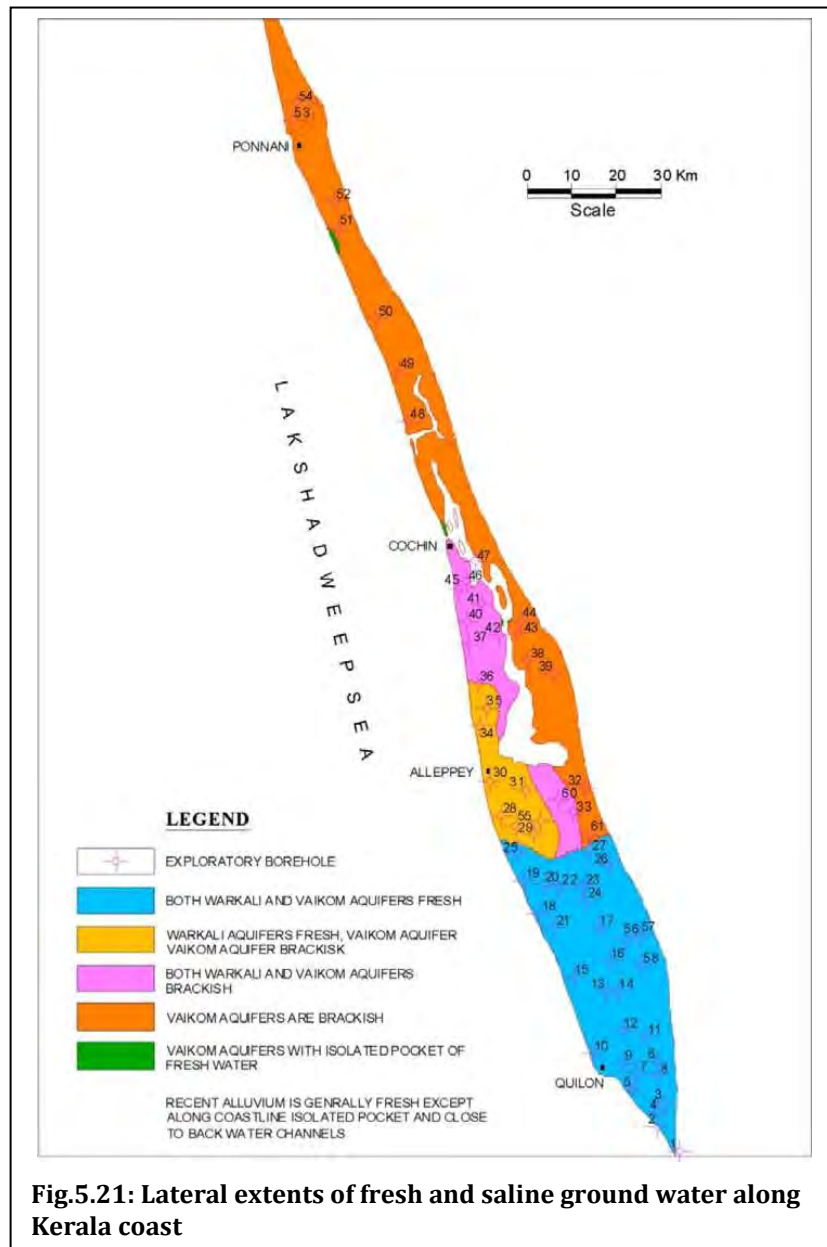 54
53
PONNANI
0 10 20 30 Km
Scale
52
51
50
49
48
LAKSHADWEEP SEA
COCHIN
47
45 46
41
40
42
37
44
43
38
39
36
35
34
ALLEPPEY
30
31
32
60
33
28
55
29
61
25
27
26
LEGEND
EXPLORATORY BOREHOLE
BOTH WARKALI AND VAIKOM AQUIFERS FRESH
WARKALI AQUIFERS FRESH, VAIKOM AQUIFER
VAIKOM AQUIFER BRACKISK
BOTH WARKALI AND VAIKOM AQUIFERS
BRACKISH
VAIKOM AQUIFERS ARE BRACKISH
VAIKOM AQUIFERS WITH ISOLATED POCKET OF
FRESH WATER
RECENT ALLUVIUM IS GENRALLY FRESH EXCEPT
ALONG COASTLINE ISOLATED POCKET AND CLOSE
TO BACK WATER CHANNELS
19 20 22 23
24
18
21
17
56 57
16
58
15
13 14
12
11
10
9
6
7
8
QUILON
5
3
4
2
1
Fig.5.21: Lateral extents of fresh and saline ground water along
Kerala coast